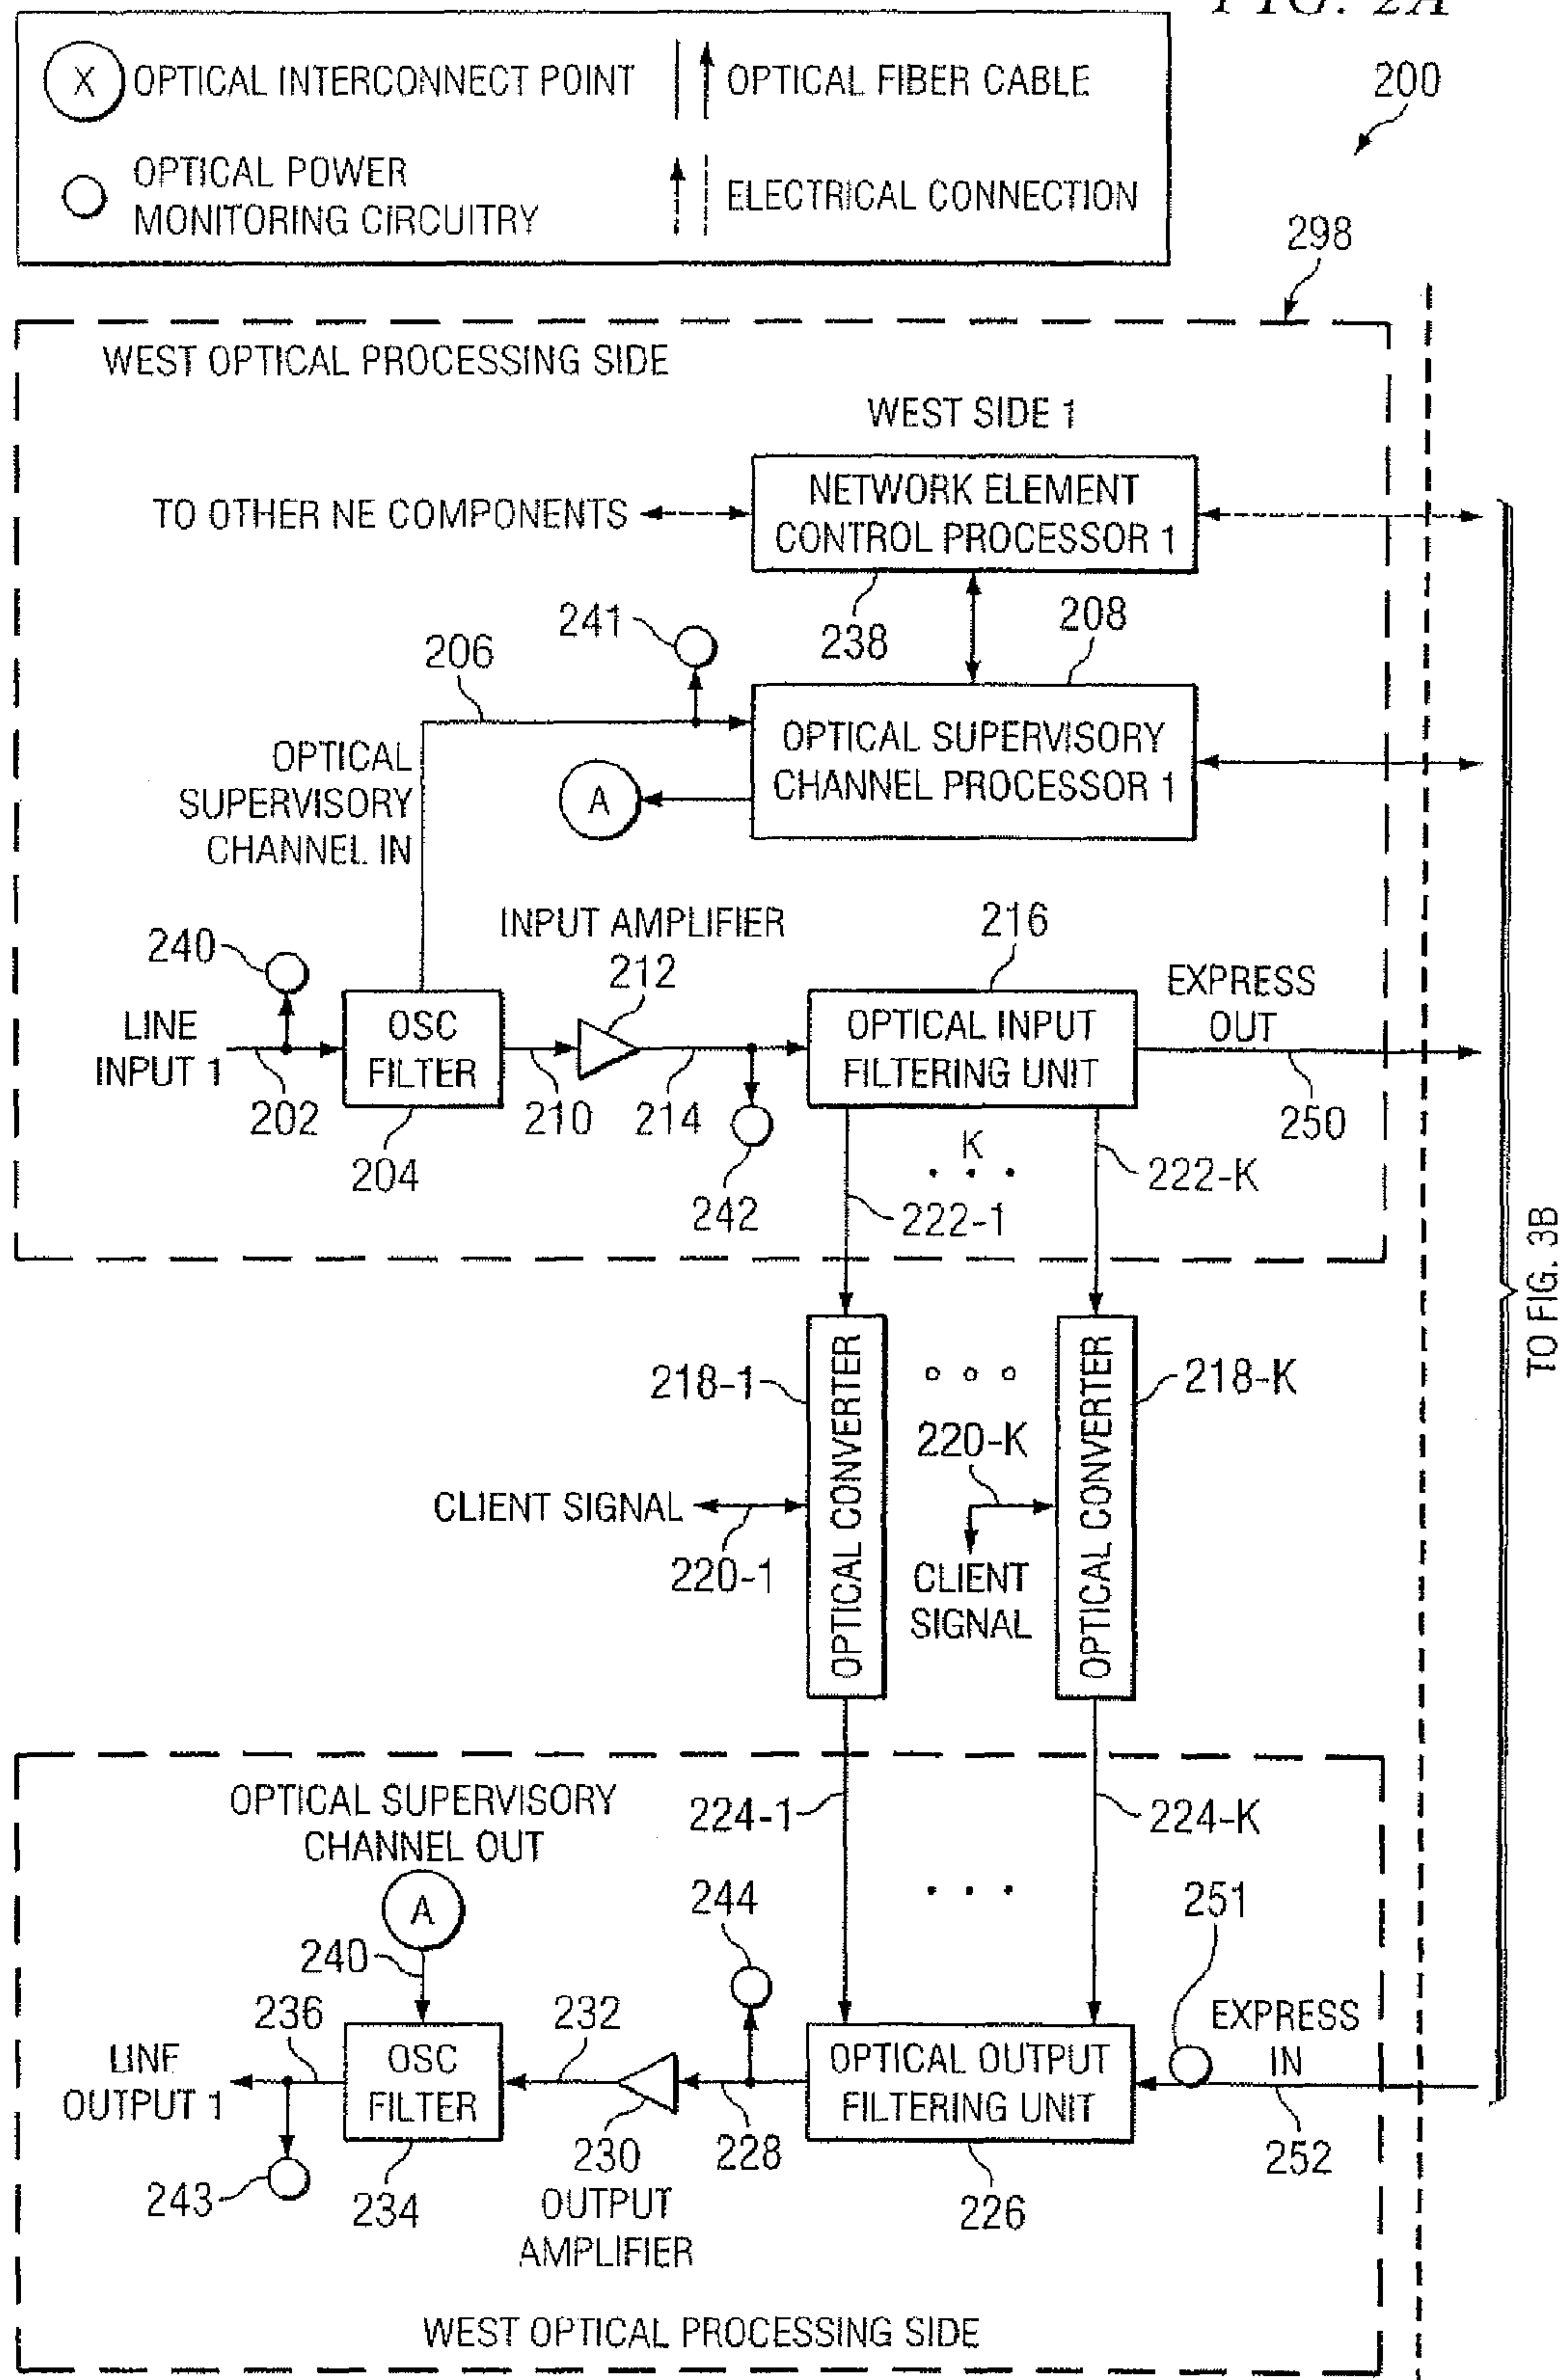 FIG. 2A
X OPTICAL INTERCONNECT POINT
OPTICAL FIBER CABLE
OPTICAL POWER
MONITORING CIRCUITRY
ELECTRICAL CONNECTION
200
298
WEST OPTICAL PROCESSING SIDE
WEST SIDE 1
TO OTHER NE COMPONENTS
NETWORK ELEMENT
CONTROL PROCESSOR 1
238
208
241
206
OPTICAL SUPERVISORY
CHANNEL PROCESSOR 1
OPTICAL
SUPERVISORY
CHANNEL IN
A
INPUT AMPLIFIER
212
216
240
LINE
INPUT 1
202
OSC
FILTER
204
210
214
242
OPTICAL INPUT
FILTERING UNIT
EXPRESS
OUT
250
K
222-1
222-K
TO FIG. 3B
218-1
OPTICAL CONVERTER
218-K
OPTICAL CONVERTER
220-K
CLIENT SIGNAL
220-1
CLIENT
SIGNAL
OPTICAL SUPERVISORY
CHANNEL OUT
A
240
224-1
224-K
244
251
236
LINE
OUTPUT 1
OSC
FILTER
232
OPTICAL OUTPUT
FILTERING UNIT
EXPRESS
IN
243
234
230
OUTPUT
AMPLIFIER
228
226
252
WEST OPTICAL PROCESSING SIDE